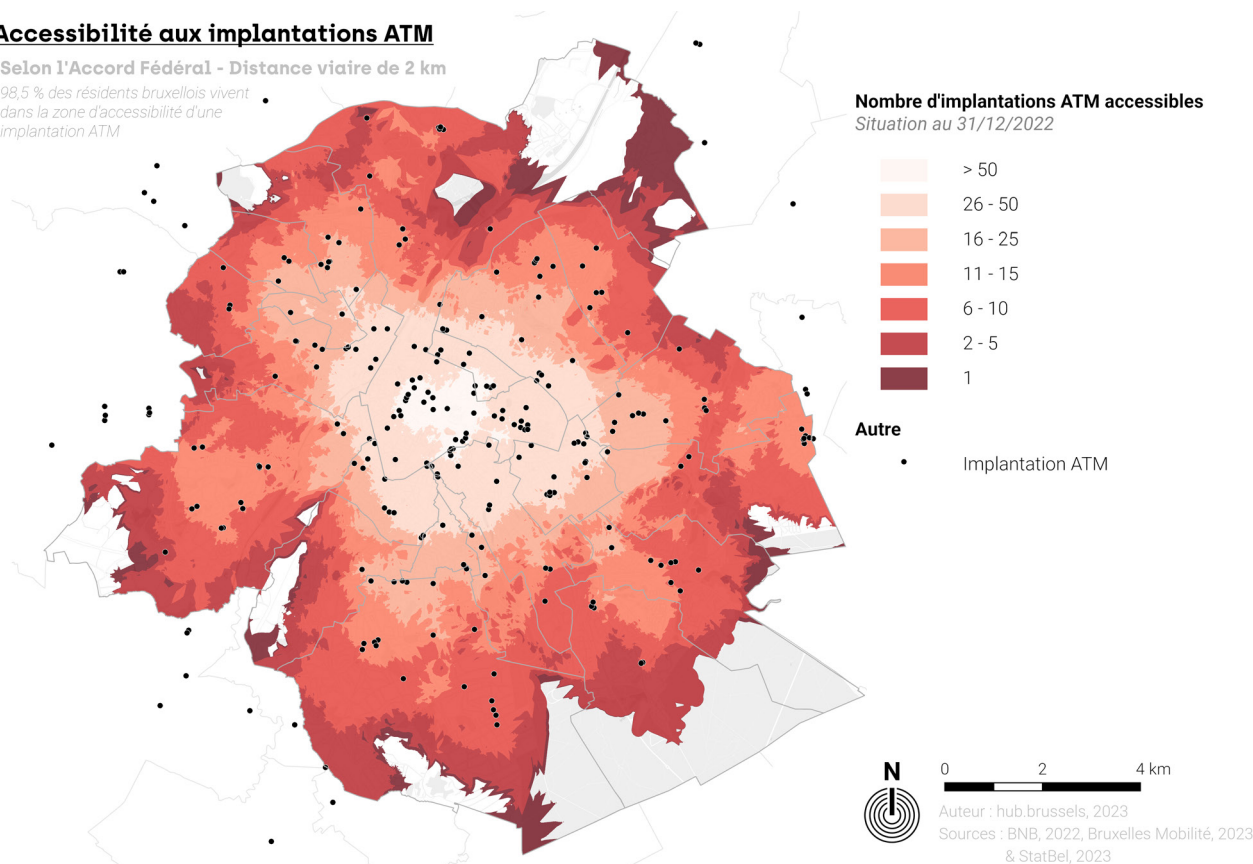 Accessibilité aux implantations ATM
Selon l'Accord Fédéral - Distance viaire de 2 km
98,5 % des résidents bruxellois vivent
dans la zone d'accessibilité d'une
implantation ATM
Nombre d'implantations ATM accessibles
Situation au 31/12/2022
> 50
26 - 50
16 - 25
11 - 15
6 - 10
2 - 5
1
Autre
Implantation ATM
N
0 2 4 km
Auteur : hub.brussels, 2023
Sources : BNB, 2022, Bruxelles Mobilité, 2023
& StatBel, 2023